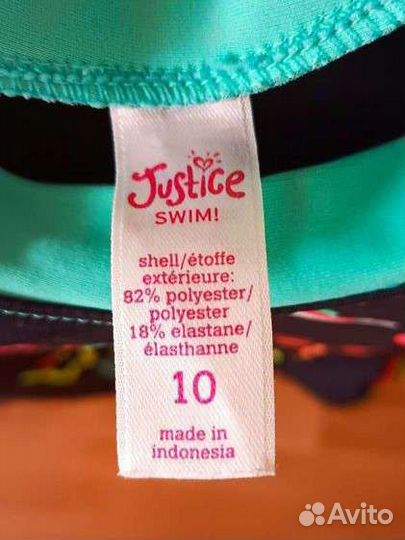 Justice
SWIM!
shell/étoffe
extérieure:
82% polyester/
polyester
18% elastane/
élasthanne
10
made in
indonesia
Avito